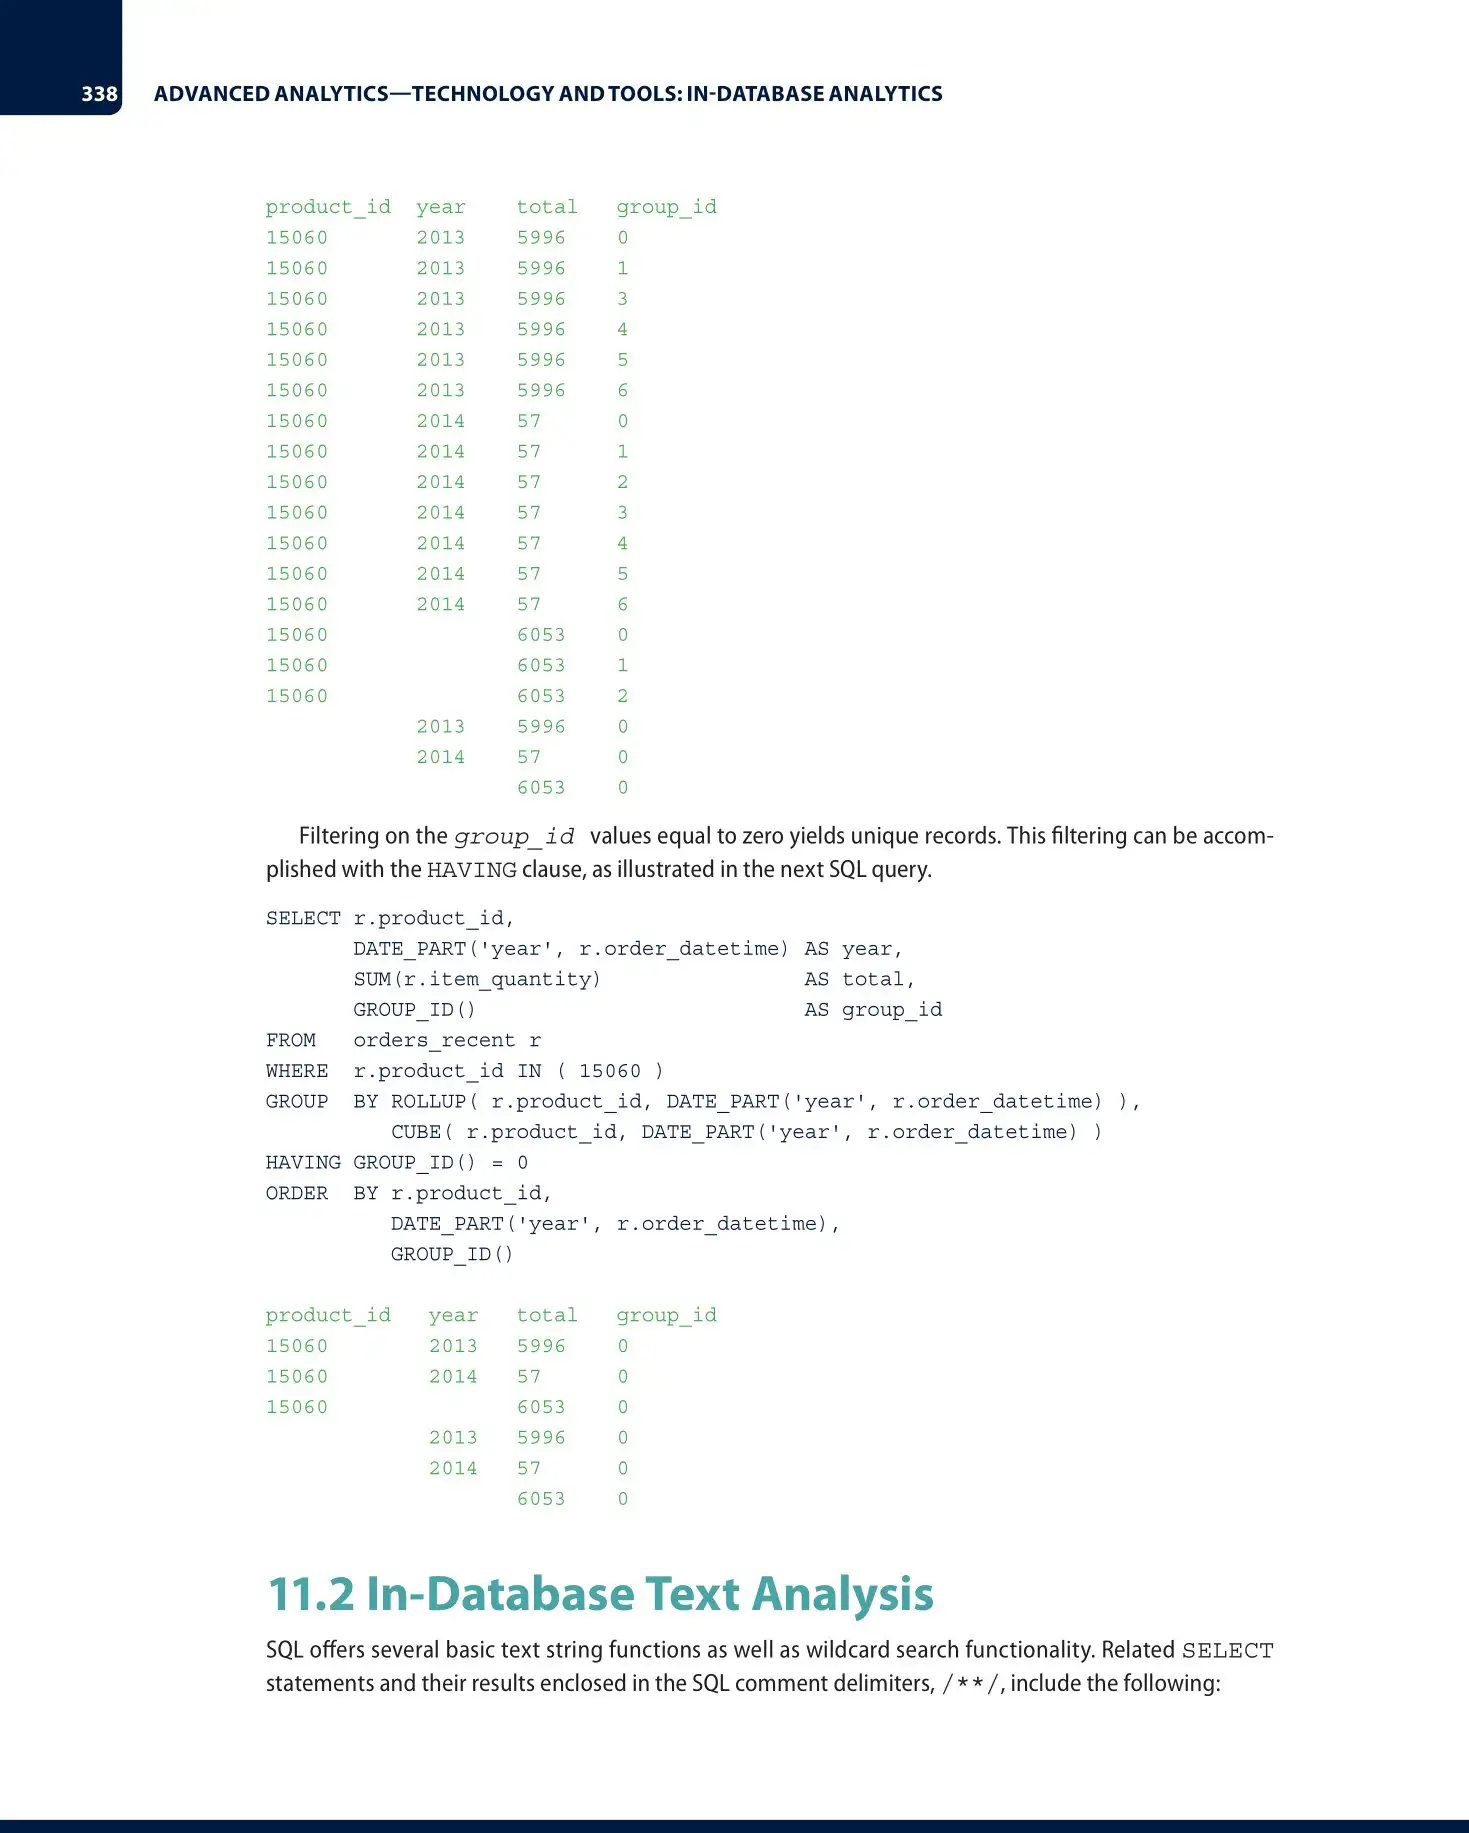 338 ADVANCED ANALYTICS—TECHNOLOGY AND TOOLS: IN-DATABASE ANALYTICS
product_id year total group_id
15060 2013 5996 0
15060 2013 5996 1
15060 2013 5996 3
15060 2013 5996 4
15060 2013 5996 5
15060 2013 5996 6
15060 2014 57 0
15060 2014 57 1
15060 2014 57 2
15060 2014 57 3
15060 2014 57 4
15060 2014 57 5
15060 2014 57 6
15060 6053 0
15060 6053 1
15060 6053 2
2013 5996 0
2014 57 0
6053 0
Filtering on the group_id values equal to zero yields unique records. This filtering can be accom-
plished with the HAVING clause, as illustrated in the next SQL query.
SELECT r.product_id,
DATE_PART('year', r.order_datetime) AS year,
SUM(r.item_quantity) AS total,
GROUP_ID() AS group_id
FROM orders_recent r
WHERE r.product_id IN ( 15060 )
GROUP BY ROLLUP( r.product_id, DATE_PART('year', r.order_datetime) ),
CUBE( r.product_id, DATE_PART('year', r.order_datetime) )
HAVING GROUP_ID() = 0
ORDER BY r.product_id,
DATE_PART('year', r.order_datetime),
GROUP_ID()
product_id year total group_id
15060 2013 5996 0
15060 2014 57 0
15060 6053 0
2013 5996 0
2014 57 0
6053 0
11.2 In-Database Text Analysis
SQL offers several basic text string functions as well as wildcard search functionality. Related SELECT
statements and their results enclosed in the SQL comment delimiters, /**/, include the following: